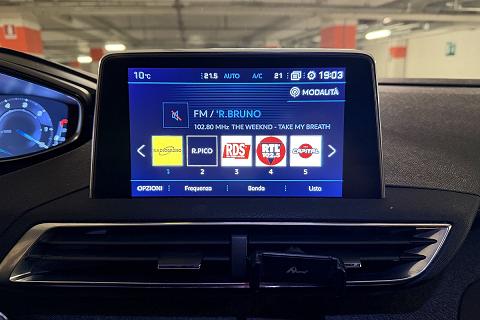 10°C 21.5 AUTO A/C 21 19:03
MODALITÀ
FM / 'R.BRUNO
102.80 MHz THE WEEKND - TAKE MY BREATH
R.PICO RDS RTL 102.5 CAPITAL
1 2 3 4 5
OPZIONI Frequenza Banda Lista